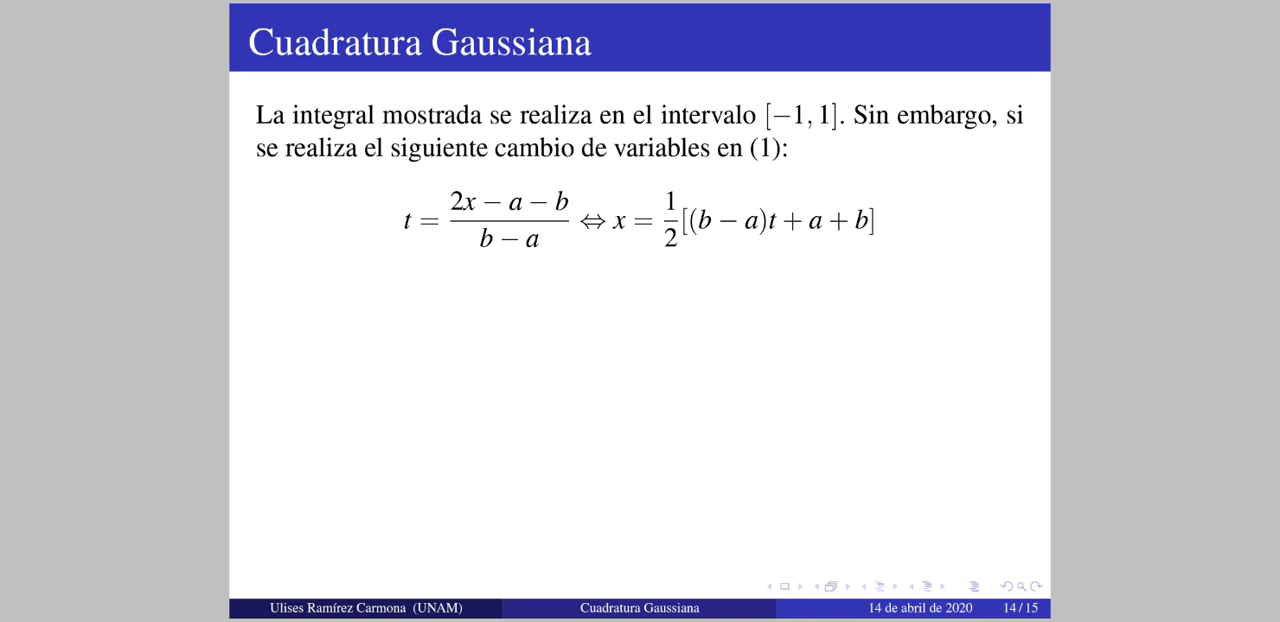 Cuadratura Gaussiana
La integral mostrada se realiza en el intervalo [−1, 1]. Sin embargo, si
se realiza el siguiente cambio de variables en (1):
t = \frac{2x − a − b}{b − a} ⇔ x = \frac{1}{2}[(b − a)t + a + b]
Ulises Ramírez Carmona (UNAM) Cuadratura Gaussiana 14 de abril de 2020 14 / 15